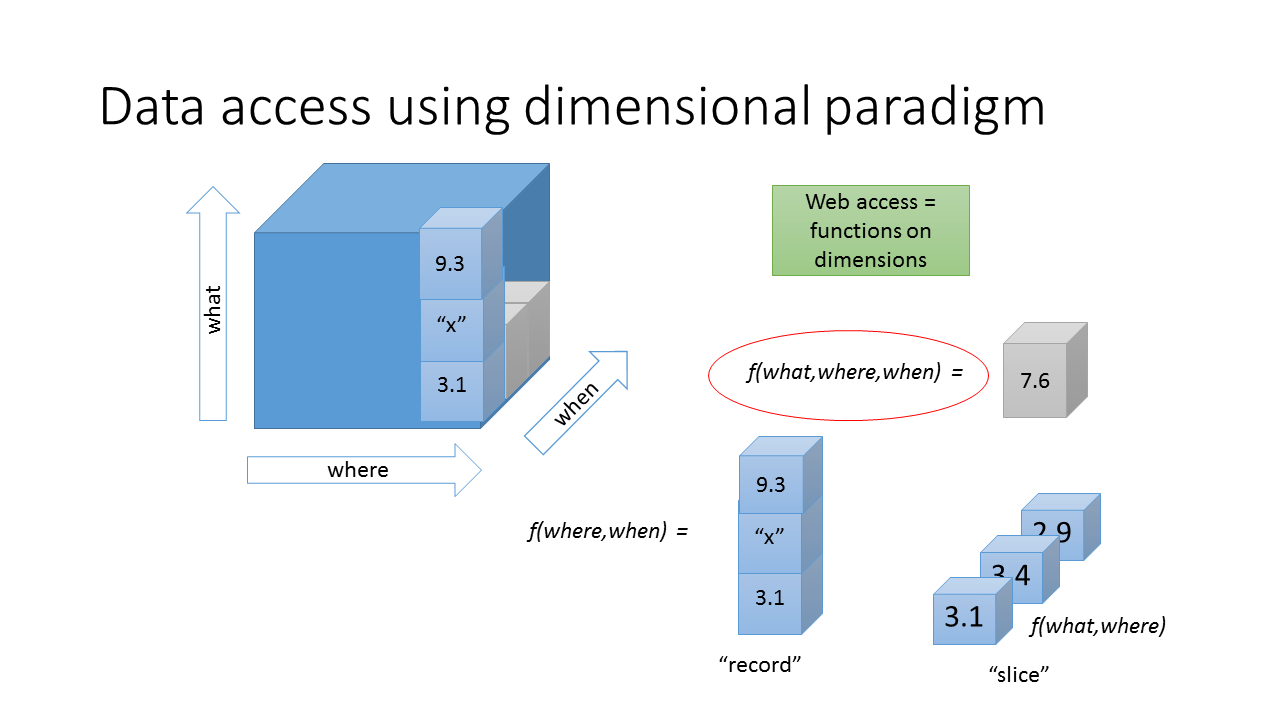 Data access using dimensional paradigm
what
9.3
“x”
3.1
when
where
Web access =
functions on
dimensions
f(what,where,when) =
7.6
f(where,when) =
9.3
“x”
3.1
“record”
2.9
3.4
3.1
f(what,where)
“slice”